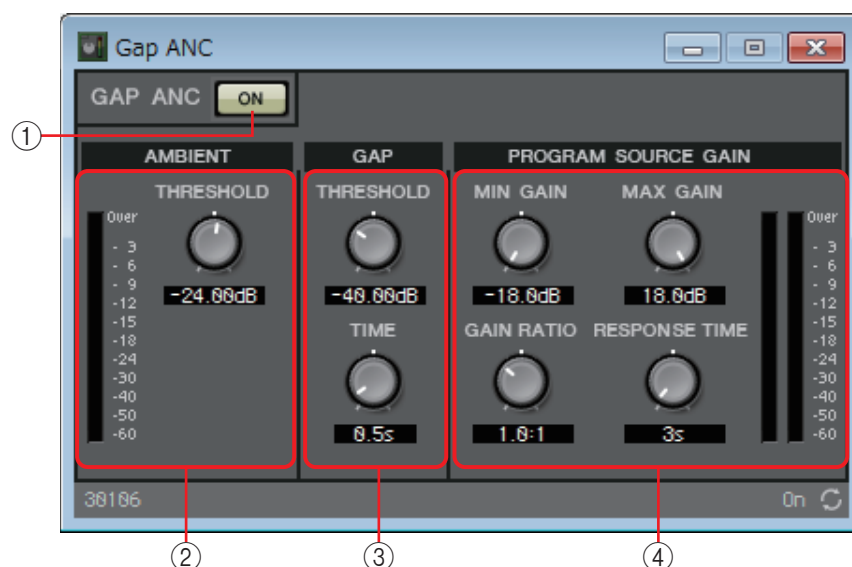 Gap ANC
GAP ANC ON
①
AMBIENT
THRESHOLD
Over
- 3
- 6
- 9
-12
-15
-18
-24
-30
-40
-50
-60
-24.00dB
GAP
THRESHOLD
-40.00dB
TIME
0.5s
PROGRAM SOURCE GAIN
MIN GAIN MAX GAIN
-18.0dB 18.0dB
GAIN RATIO RESPONSE TIME
1.0:1 3s
Over
- 3
- 6
- 9
-12
-15
-18
-24
-30
-40
-50
-60
30106 On
② ③ ④